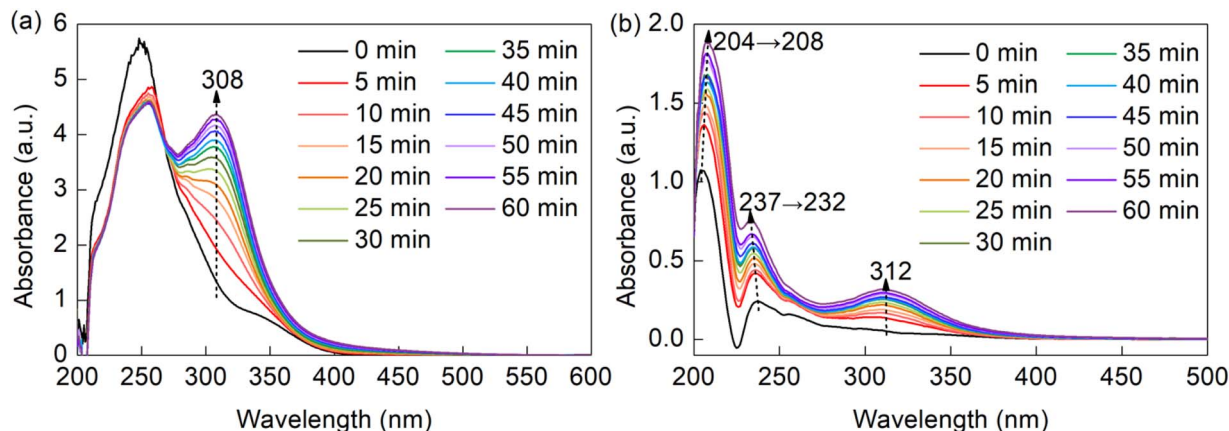 (a)
6
5
4
3
2
1
0
200 250 300 350 400 450 500 550 600
Absorbance (a.u.)
Wavelength (nm)
308
0 min
5 min
10 min
15 min
20 min
25 min
30 min
35 min
40 min
45 min
50 min
55 min
60 min
(b)
2.0
1.5
1.0
0.5
0.0
200 250 300 350 400 450 500
Absorbance (a.u.)
Wavelength (nm)
204→208
237→232
312
0 min
5 min
10 min
15 min
20 min
25 min
30 min
35 min
40 min
45 min
50 min
55 min
60 min